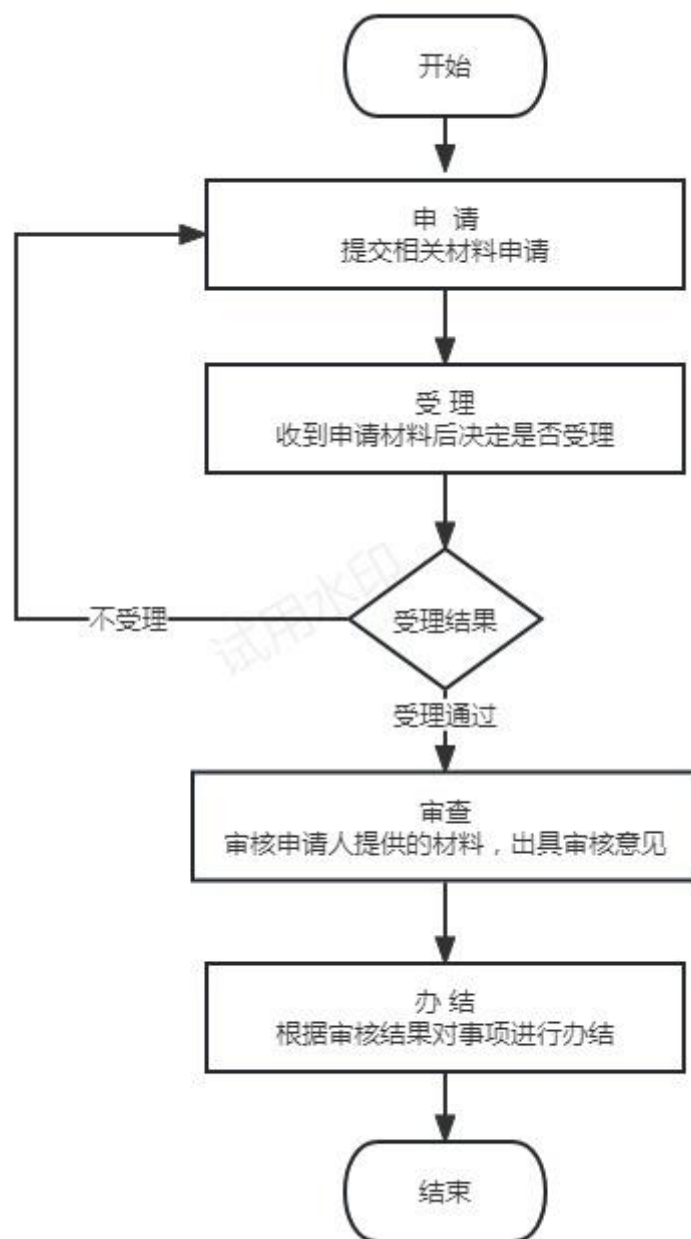 开始
申 请
提交相关材料申请
受 理
收到申请材料后决定是否受理
试用水印
不受理
受理结果
受理通过
审查
审核申请人提供的材料，出具审核意见
办 结
根据审核结果对事项进行办结
结束